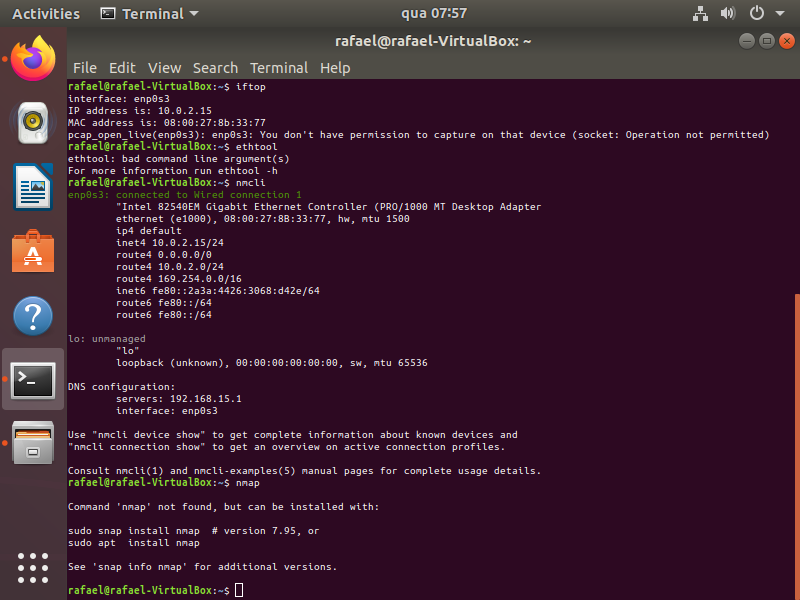 Activities Terminal qua 07:57
rafael@rafael-VirtualBox: ~
File Edit View Search Terminal Help
rafael@rafael-VirtualBox:~$ iftop
interface: enp0s3
IP address is: 10.0.2.15
MAC address is: 08:00:27:8b:33:77
pcap_open_live(enp0s3): enp0s3: You don't have permission to capture on that device (socket: Operation not permitted)
rafael@rafael-VirtualBox:~$ ethtool
ethtool: bad command line argument(s)
For more information run ethtool -h
rafael@rafael-VirtualBox:~$ nmcli
enp0s3: connected to Wired connection 1
        "Intel 82540EM Gigabit Ethernet Controller (PRO/1000 MT Desktop Adapter
        ethernet (e1000), 08:00:27:8B:33:77, hw, mtu 1500
        ip4 default
        inet4 10.0.2.15/24
        route4 0.0.0.0/0
        route4 10.0.2.0/24
        route4 169.254.0.0/16
        inet6 fe80::2a3a:4426:3068:d42e/64
        route6 fe80::/64
        route6 fe80::/64
lo: unmanaged
        "lo"
        loopback (unknown), 00:00:00:00:00:00, sw, mtu 65536
DNS configuration:
        servers: 192.168.15.1
        interface: enp0s3
Use "nmcli device show" to get complete information about known devices and
"nmcli connection show" to get an overview on active connection profiles.
Consult nmcli(1) and nmcli-examples(5) manual pages for complete usage details.
rafael@rafael-VirtualBox:~$ nmap
Command 'nmap' not found, but can be installed with:
sudo snap install nmap  # version 7.95, or
sudo apt  install nmap
See 'snap info nmap' for additional versions.
rafael@rafael-VirtualBox:~$